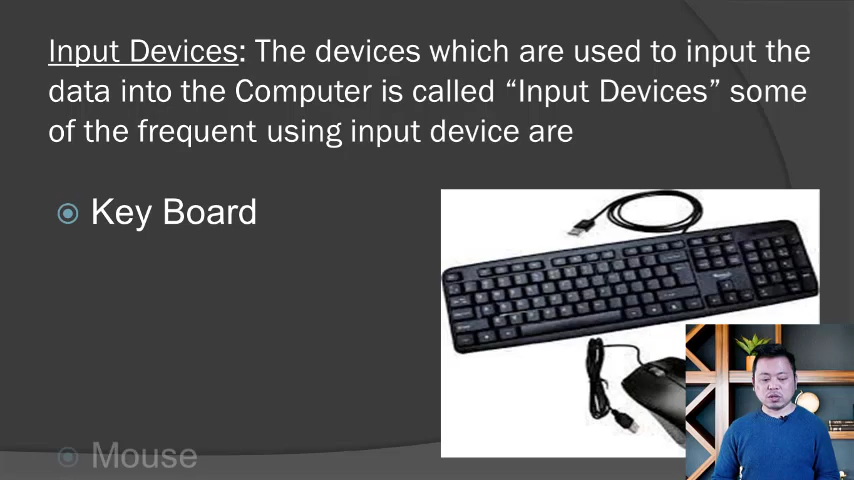 Input Devices: The devices which are used to input the
data into the Computer is called “Input Devices” some
of the frequent using input device are
Key Board
Mouse